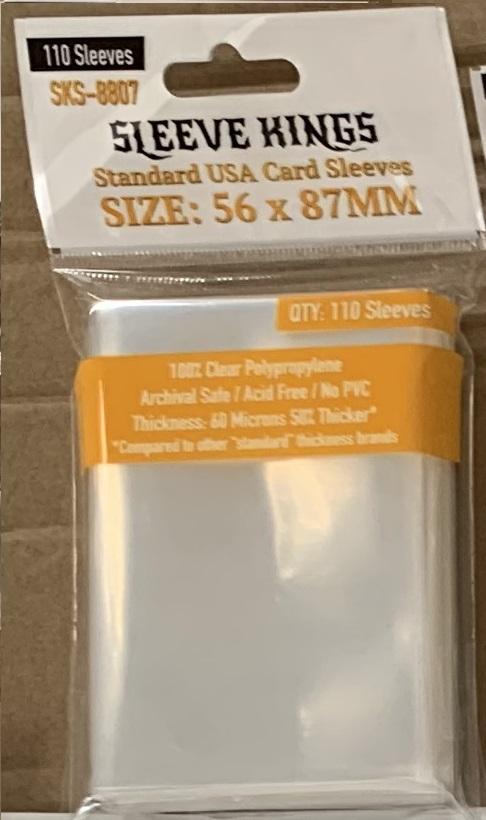 110 Sleeves
SKS-8807
SLEEVE KINGS
Standard USA Card Sleeves
SIZE: 56 x 87MM
QTY: 110 Sleeves
100% Clear Polypropylene
Archival Safe / Acid Free / No PVC
Thickness: 60 Microns 50% Thicker*
*Compared to other "standard" thickness brands